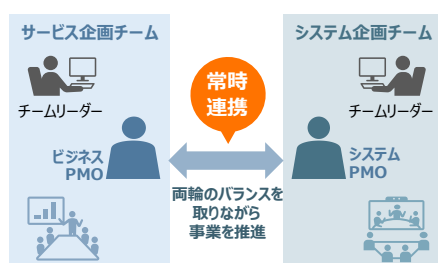 サービス企画チーム
チームリーダー
ビジネス
PMO
常時
連携
両輪のバランスを
取りながら
事業を推進
システム企画チーム
チームリーダー
システム
PMO